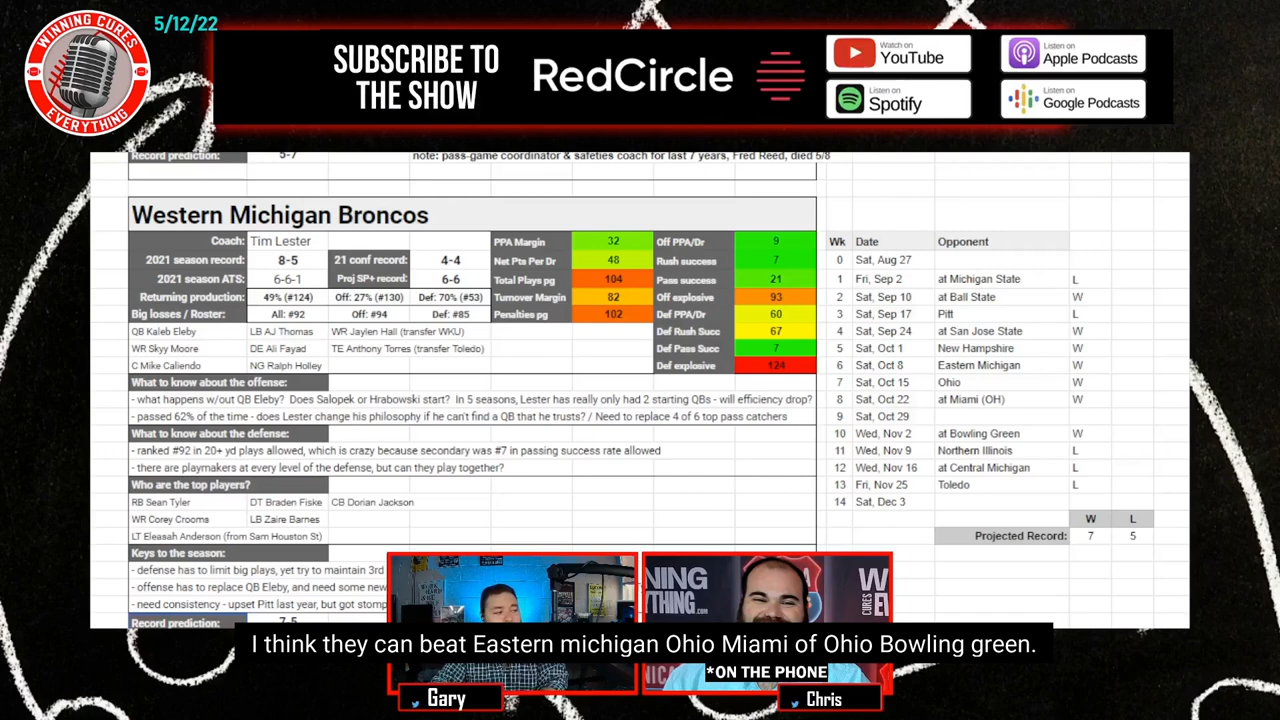 5/12/22
WINNING CURES
EVERYTHING
SUBSCRIBE TO
THE SHOW
RedCircle
Watch on
YouTube
Listen on
Apple Podcasts
Listen on
Spotify
Listen on
Google Podcasts
Record prediction: 5-7 note: pass-game coordinator & safeties coach for last 7 years, Fred Reed, died 5/8
Western Michigan Broncos
Coach: Tim Lester PPA Margin 32 Off PPA/Dr 9
2021 season record: 8-5 21 conf record: 4-4 Net Pts Per Dr 48 Rush success 7
2021 season ATS: 6-6-1 Proj SP+ record: 6-6 Total Plays pg 104 Pass success 21
Returning production: 49% (#124) Off: 27% (#130) Def: 70% (#53) Turnover Margin 82 Off explosive 93
Big losses / Roster: All: #92 Off: #94 Def: #85 Penalties pg 102 Def PPA/Dr 60
QB Kaleb Eleby LB AJ Thomas WR Jaylen Hall (transfer WKU) Def Rush Succ 67
WR Skyy Moore DE Ali Fayad TE Anthony Torres (transfer Toledo) Def Pass Succ 7
C Mike Caliendo NG Ralph Holley Def explosive 124
What to know about the offense:
- what happens w/out QB Eleby? Does Salopek or Hrabowski start? In 5 seasons, Lester has really only had 2 starting QBs - will efficiency drop?
- passed 62% of the time - does Lester change his philosophy if he can't find a QB that he trusts? / Need to replace 4 of 6 top pass catchers
What to know about the defense:
- ranked #92 in 20+ yd plays allowed, which is crazy because secondary was #7 in passing success rate allowed
- there are playmakers at every level of the defense, but can they play together?
Who are the top players?
RB Sean Tyler DT Braden Fiske CB Dorian Jackson
WR Corey Crooms LB Zaire Barnes
LT Eleaaah Anderson (from Sam Houston St)
Keys to the season:
- defense has to limit big plays, yet try to maintain 3rd
- offense has to replace QB Eleby, and need some new
- need consistency - upset Pitt last year, but got stomp
Record prediction: 7-5
Wk Date Opponent
0 Sat, Aug 27
1 Fri, Sep 2 at Michigan State L
2 Sat, Sep 10 at Ball State W
3 Sat, Sep 17 Pitt L
4 Sat, Sep 24 at San Jose State W
5 Sat, Oct 1 New Hampshire W
6 Sat, Oct 8 Eastern Michigan W
7 Sat, Oct 15 Ohio W
8 Sat, Oct 22 at Miami (OH) W
9 Sat, Oct 29
10 Wed, Nov 2 at Bowling Green W
11 Wed, Nov 9 Northern Illinois L
12 Wed, Nov 16 at Central Michigan L
13 Fri, Nov 25 Toledo L
14 Sat, Dec 3
W L
Projected Record: 7 5
I think they can beat Eastern michigan Ohio Miami of Ohio Bowling green.
*ON THE PHONE
Gary
Chris